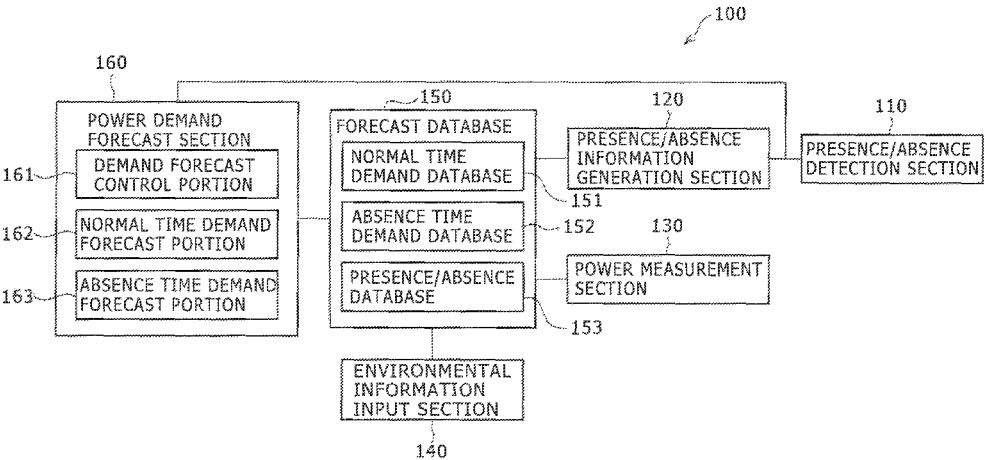 100
160
POWER DEMAND
FORECAST SECTION
DEMAND FORECAST
CONTROL PORTION
161
NORMAL TIME DEMAND
FORECAST PORTION
162
ABSENCE TIME DEMAND
FORECAST PORTION
163
150
FORECAST DATABASE
NORMAL TIME
DEMAND DATABASE
151
ABSENCE TIME
DEMAND DATABASE
152
PRESENCE/ABSENCE
DATABASE
153
120
PRESENCE/ABSENCE
INFORMATION
GENERATION SECTION
110
PRESENCE/ABSENCE
DETECTION SECTION
130
POWER MEASUREMENT
SECTION
ENVIRONMENTAL
INFORMATION
INPUT SECTION
140